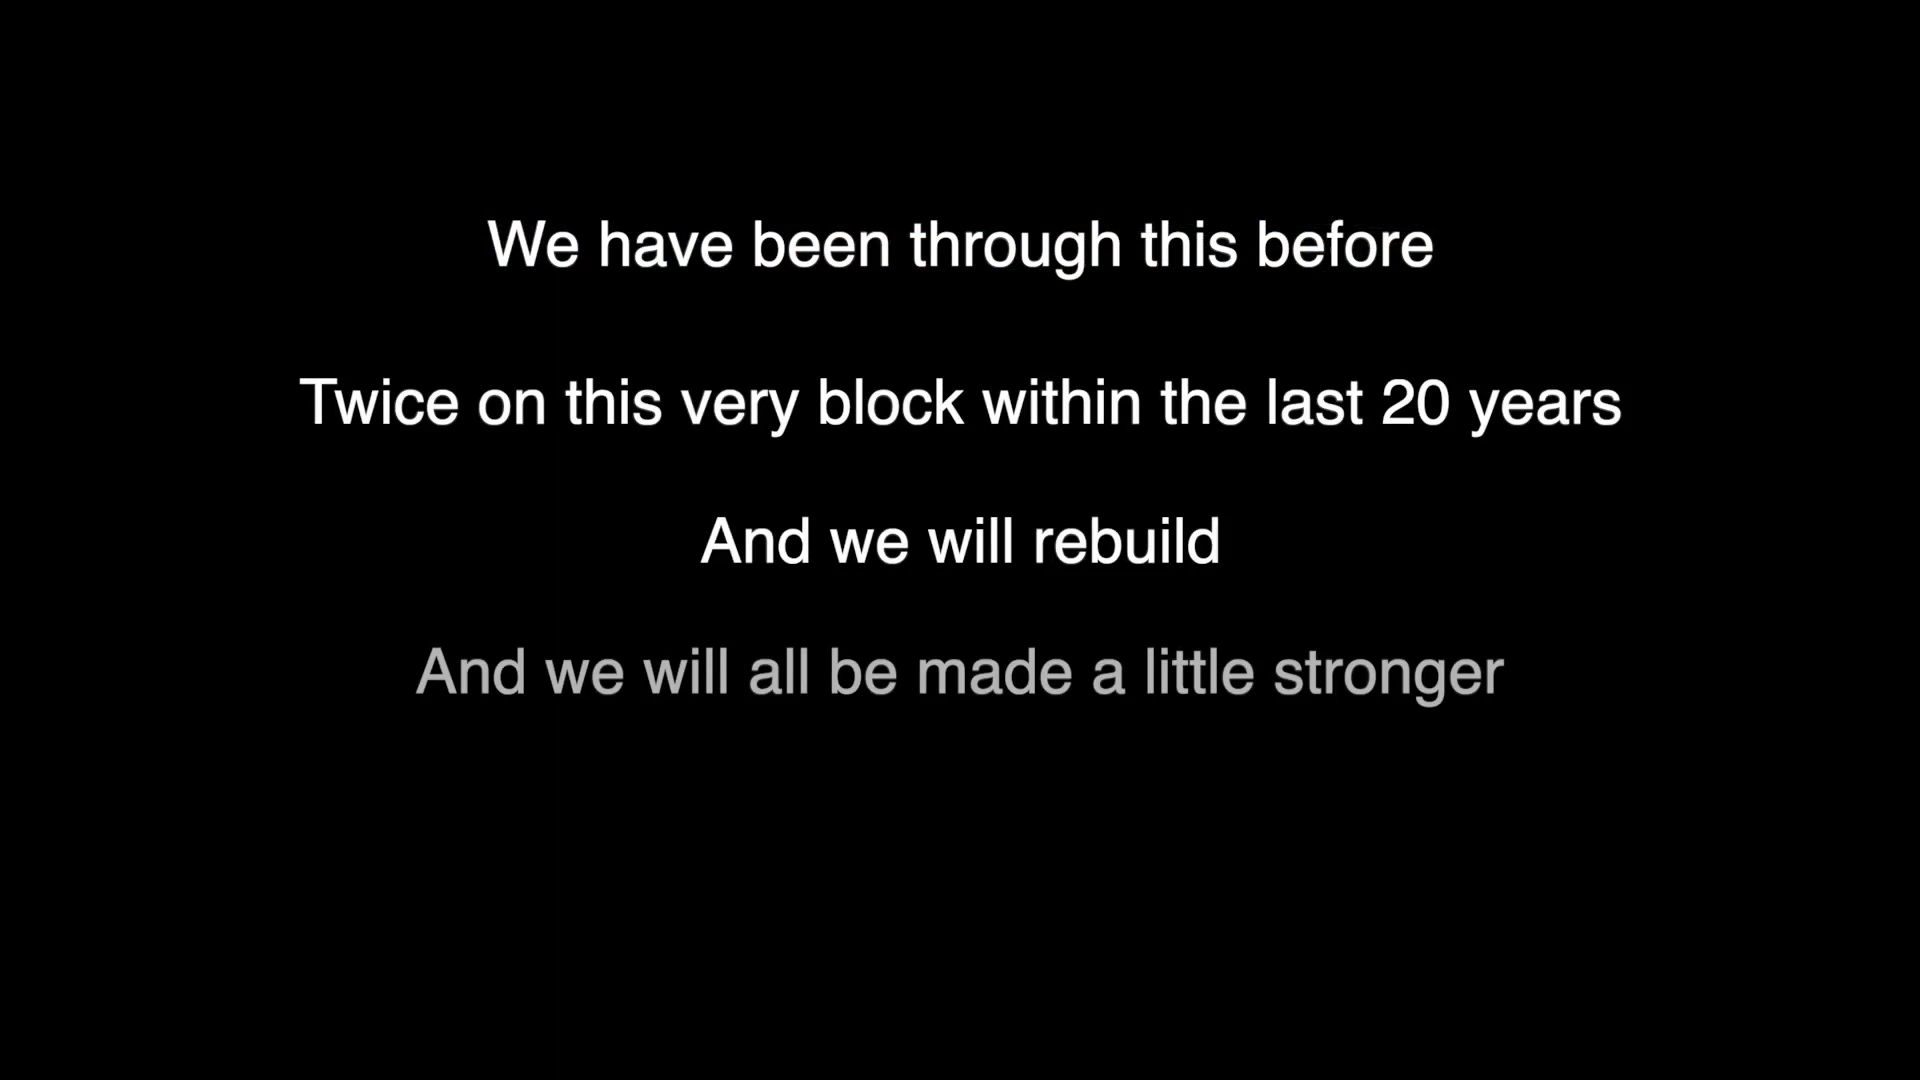 We have been through this before
Twice on this very block within the last 20 years
And we will rebuild
And we will all be made a little stronger